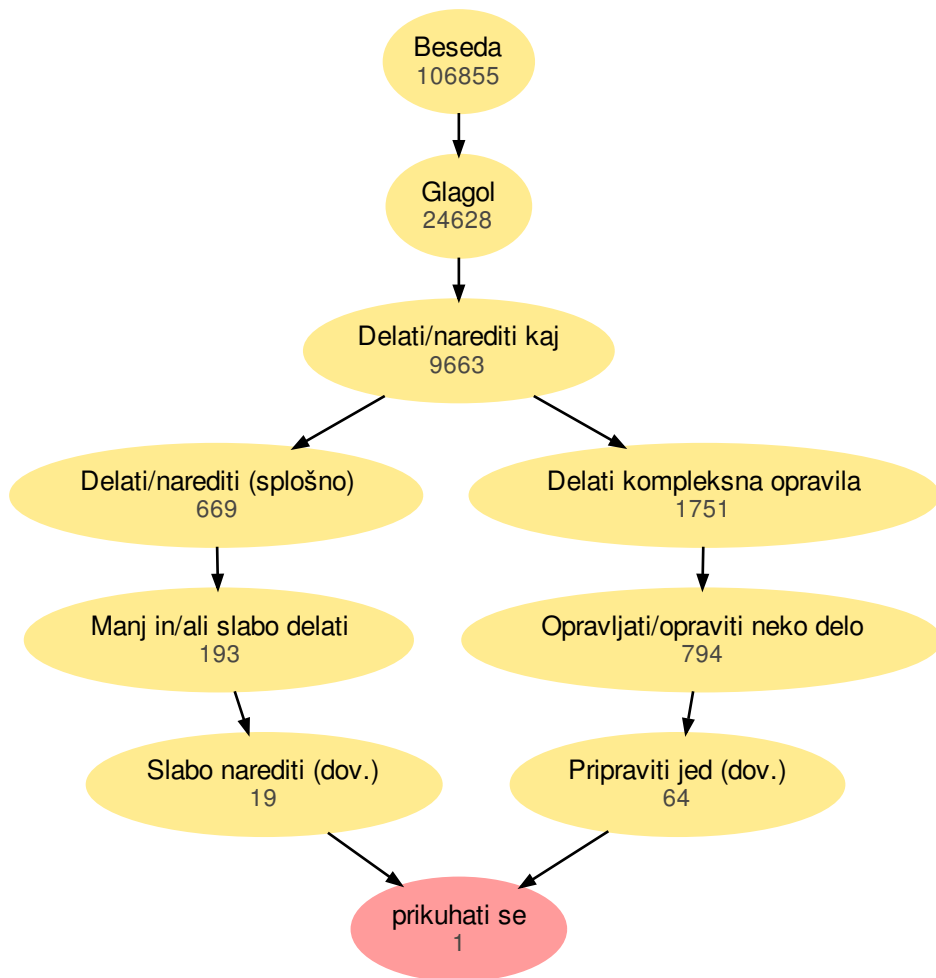 Beseda
106855
Glagol
24628
Delati/narediti kaj
9663
Delati/narediti (splošno)
669
Delati kompleksna opravila
1751
Manj in/ali slabo delati
193
Opravljati/opraviti neko delo
794
Slabo narediti (dov.)
19
Pripraviti jed (dov.)
64
prikuhati se
1